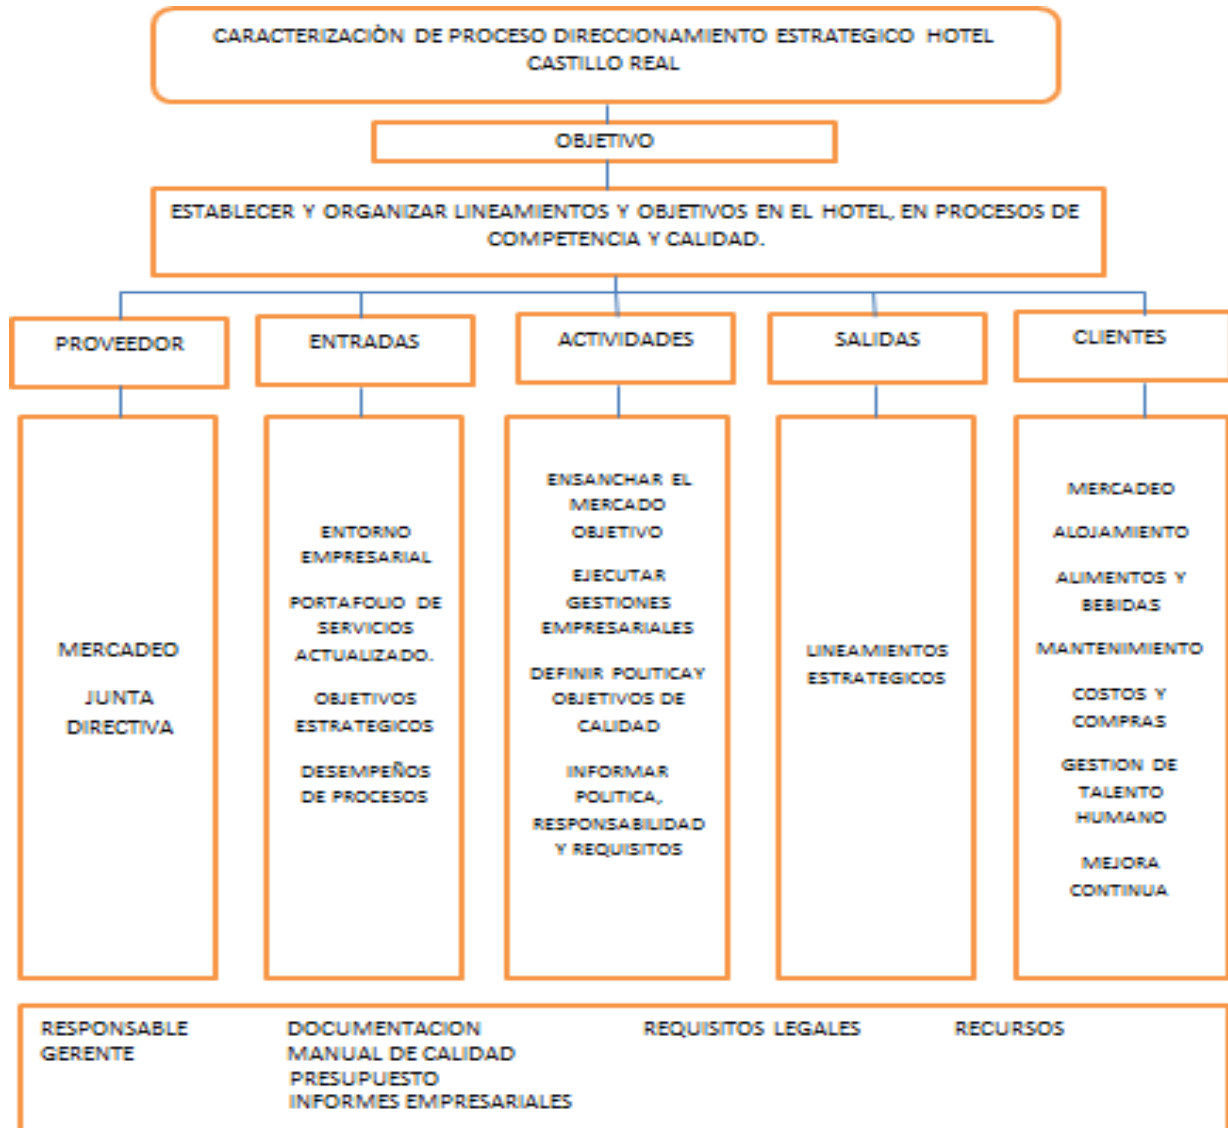 CARACTERIZACIÒN DE PROCESO DIRECCIONAMIENTO ESTRATEGICO HOTEL
CASTILLO REAL
OBJETIVO
ESTABLECER Y ORGANIZAR LINEAMIENTOS Y OBJETIVOS EN EL HOTEL, EN PROCESOS DE
COMPETENCIA Y CALIDAD.
PROVEEDOR
ENTRADAS
ACTIVIDADES
SALIDAS
CLIENTES
MERCADEO
JUNTA
DIRECTIVA
ENTORNO
EMPRESARIAL
PORTAFOLIO DE
SERVICIOS
ACTUALIZADO.
OBJETIVOS
ESTRATEGICOS
DESEMPEÑOS
DE PROCESOS
ENSANCHAR EL
MERCADO
OBJETIVO
EJECUTAR
GESTIONES
EMPRESARIALES
DEFINIR POLITICAY
OBJETIVOS DE
CALIDAD
INFORMAR
POLITICA,
RESPONSABILIDAD
Y REQUISITOS
LINEAMIENTOS
ESTRATEGICOS
MERCADEO
ALOJAMIENTO
ALIMENTOS Y
BEBIDAS
MANTENIMIENTO
COSTOS Y
COMPRAS
GESTION DE
TALENTO
HUMANO
MEJORA
CONTINUA
RESPONSABLE
GERENTE
DOCUMENTACION
MANUAL DE CALIDAD
PRESUPUESTO
INFORMES EMPRESARIALES
REQUISITOS LEGALES
RECURSOS